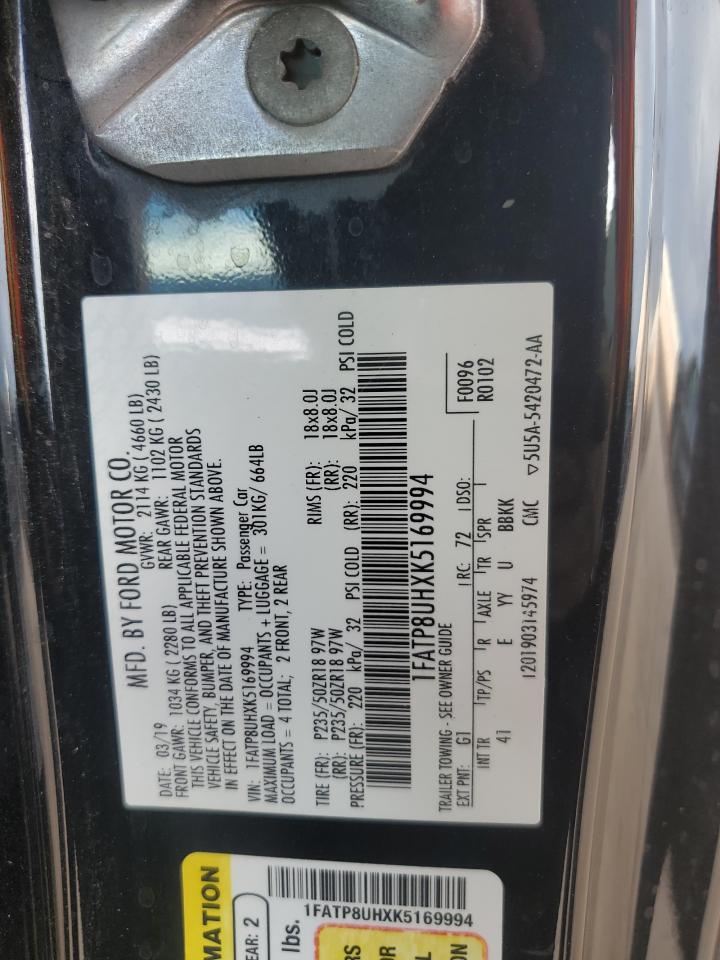 MFD. BY FORD MOTOR CO.
DATE: 03/19 GVWR: 2114 KG ( 4660 LB)
FRONT GAWR: 1034 KG ( 2280 LB) REAR GAWR: 1102 KG ( 2430 LB)
THIS VEHICLE CONFORMS TO ALL APPLICABLE FEDERAL MOTOR
VEHICLE SAFETY, BUMPER, AND THEFT PREVENTION STANDARDS
IN EFFECT ON THE DATE OF MANUFACTURE SHOWN ABOVE.
VIN: 1FATP8UHXK5169994 TYPE: Passenger Car
MAXIMUM LOAD = OCCUPANTS + LUGGAGE = 301KG/ 664LB
OCCUPANTS = 4 TOTAL; 2 FRONT, 2 REAR
TIRE (FR): P235/50ZR18 97W RIMS (FR): 18x8.0J
(RR): P235/50ZR18 97W (RR): 18x8.0J
PRESSURE (FR): 220 kPa/ 32 PSI COLD (RR): 220 kPa/ 32 PSI COLD
1FATP8UHXK5169994
TRAILER TOWING - SEE OWNER GUIDE F0096
EXT PNT: G1 RC: 72 DSO: R0102
INT TR TP/PS R AXLE TR SPR
41 E YY U BBKK
1201903145974 CMC ▽5U5A-5420472-AA
MATION
EAR: 2
lbs.
1FATP8UHXK5169994
RS
OR
L
ION